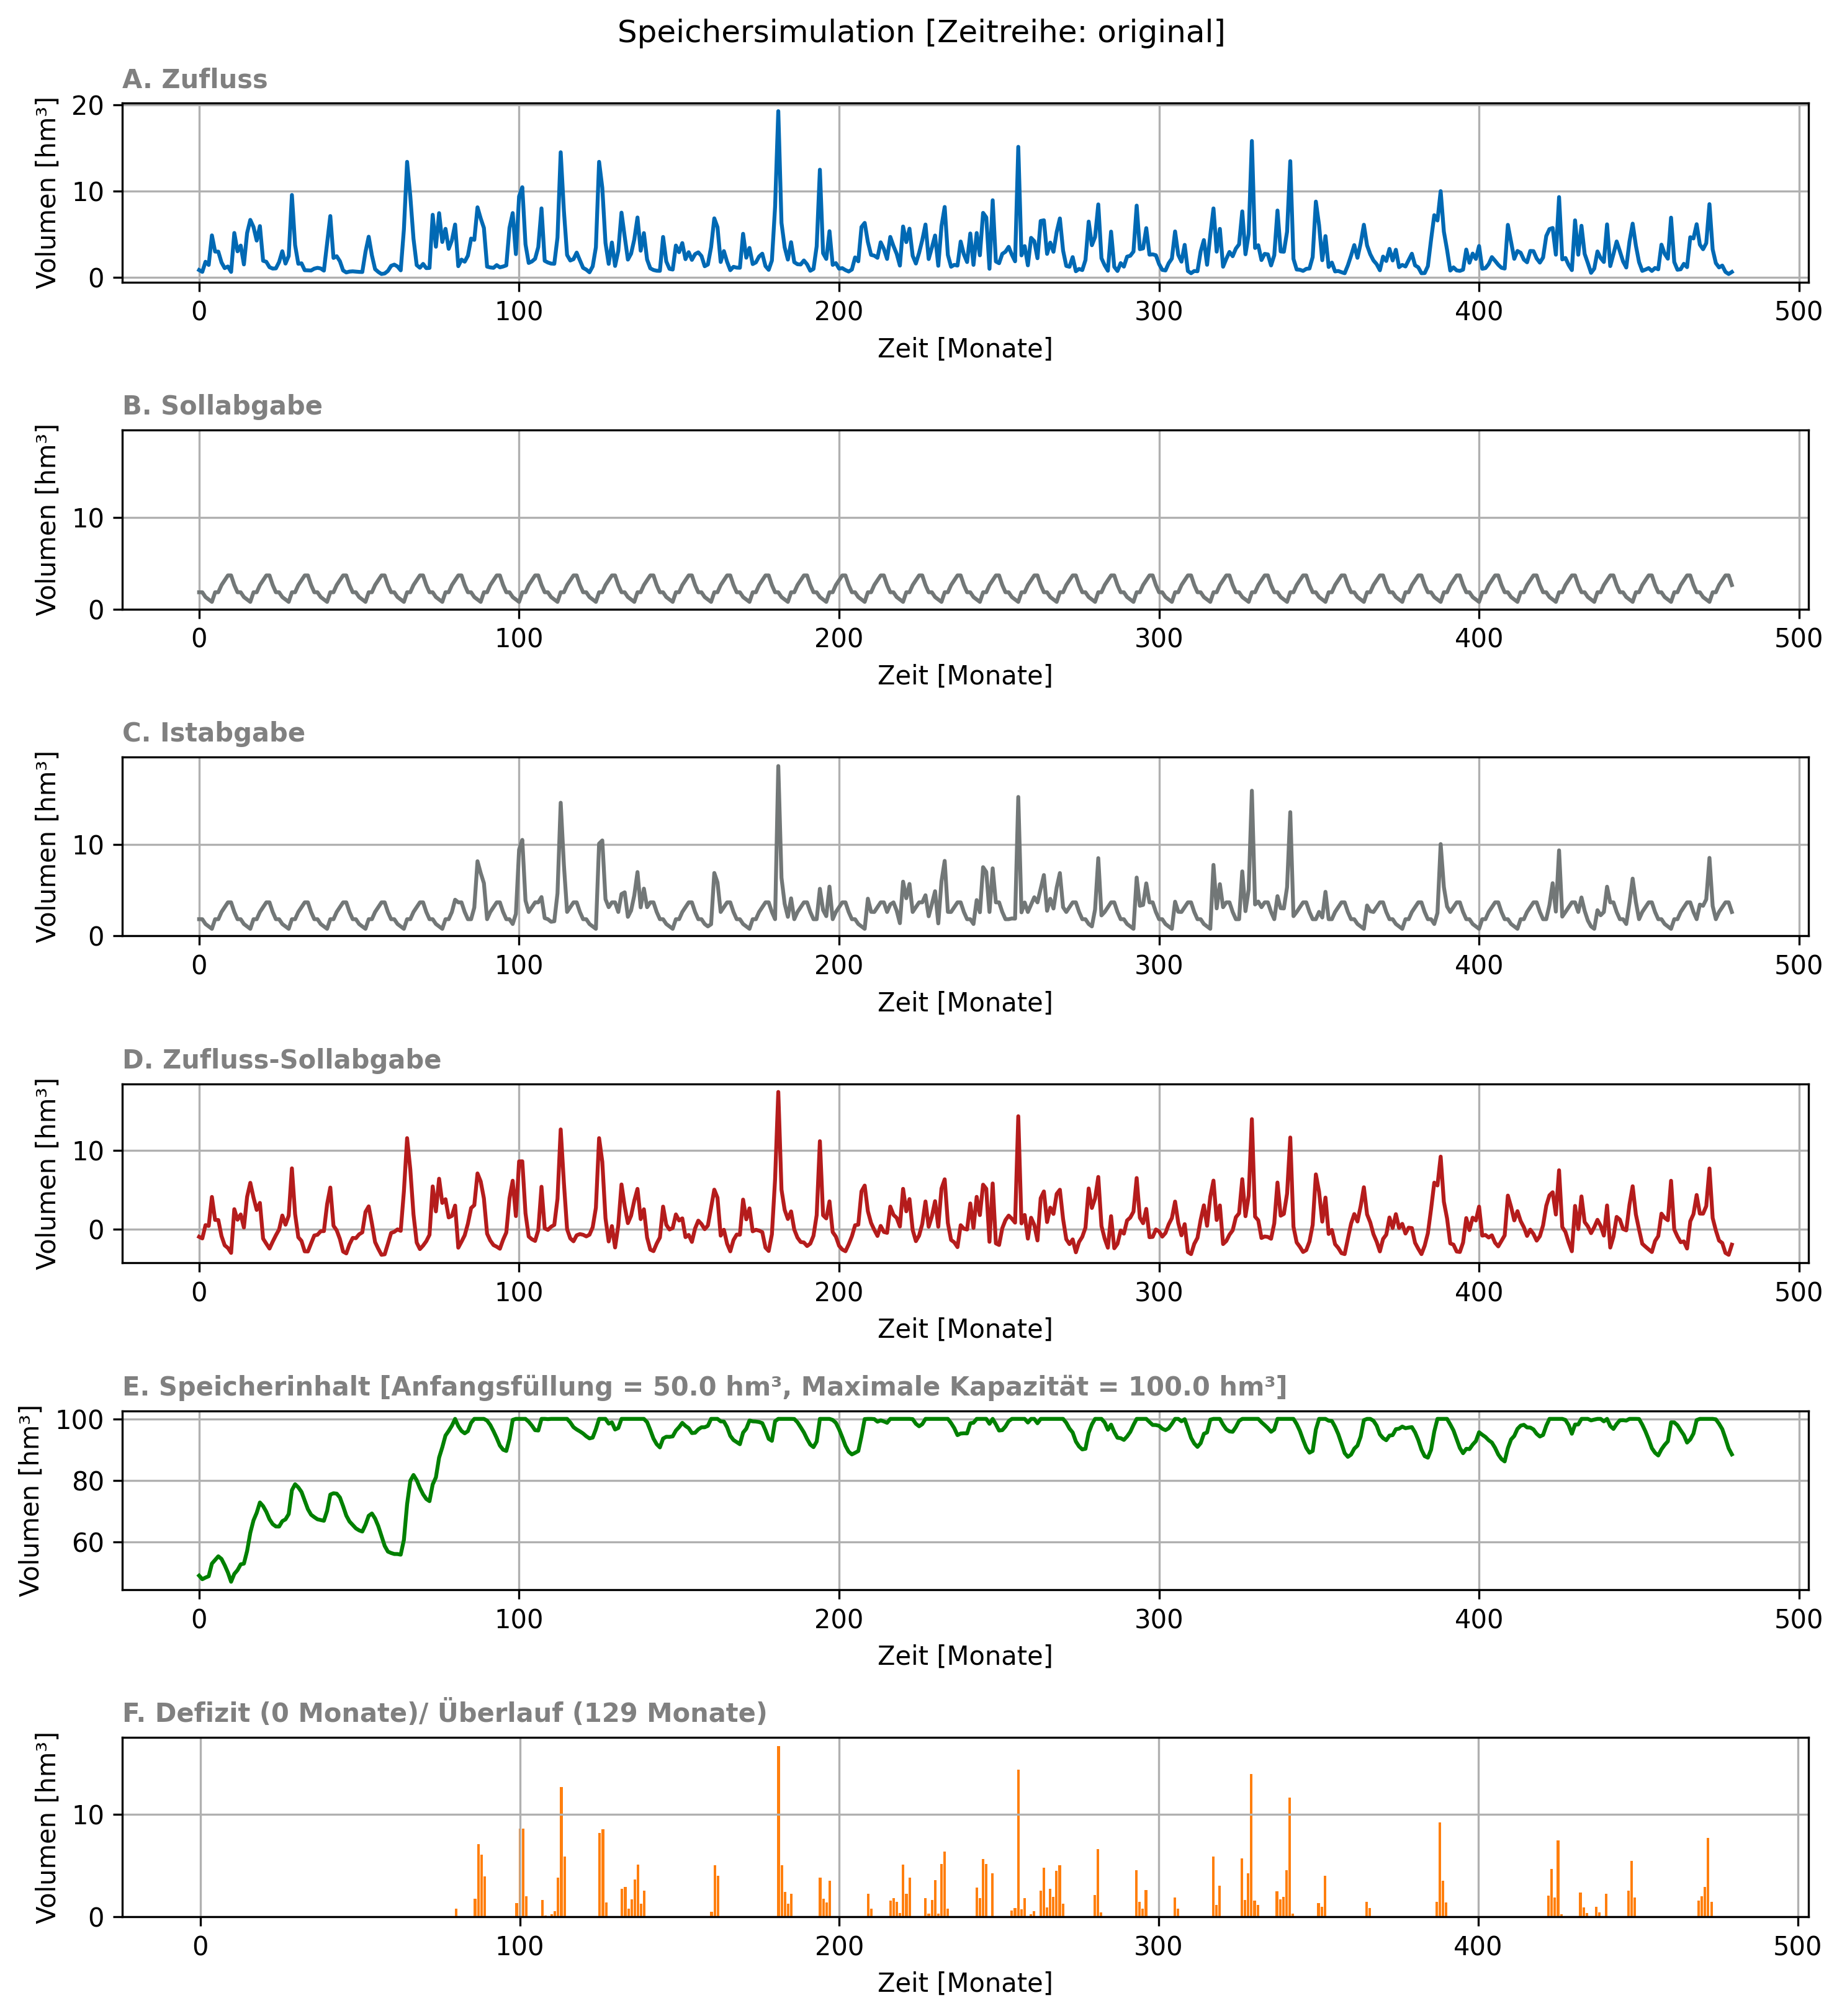 Speichersimulation [Zeitreihe: original]
A. Zufluss
Volumen [hm³]
20
10
0
0 100 200 300 400 500
Zeit [Monate]
B. Sollabgabe
Volumen [hm³]
10
0
0 100 200 300 400 500
Zeit [Monate]
C. Istabgabe
Volumen [hm³]
10
0
0 100 200 300 400 500
Zeit [Monate]
D. Zufluss-Sollabgabe
Volumen [hm³]
10
0
0 100 200 300 400 500
Zeit [Monate]
E. Speicherinhalt [Anfangsfüllung = 50.0 hm³, Maximale Kapazität = 100.0 hm³]
Volumen [hm³]
100
80
60
0 100 200 300 400 500
Zeit [Monate]
F. Defizit (0 Monate)/ Überlauf (129 Monate)
Volumen [hm³]
10
0
0 100 200 300 400 500
Zeit [Monate]